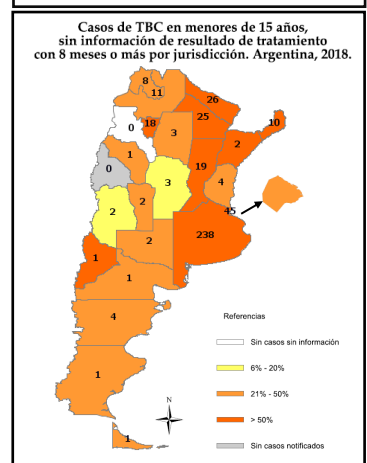 Casos de TBC en menores de 15 años,
sin información de resultado de tratamiento
con 8 meses o más por jurisdicción. Argentina, 2018.
8
11
26
25
10
18
0
3
2
1
19
0
3
4
2
2
45
238
2
1
1
4
1
1
N
Referencias
Sin casos sin información
6% - 20%
21% - 50%
> 50%
Sin casos notificados